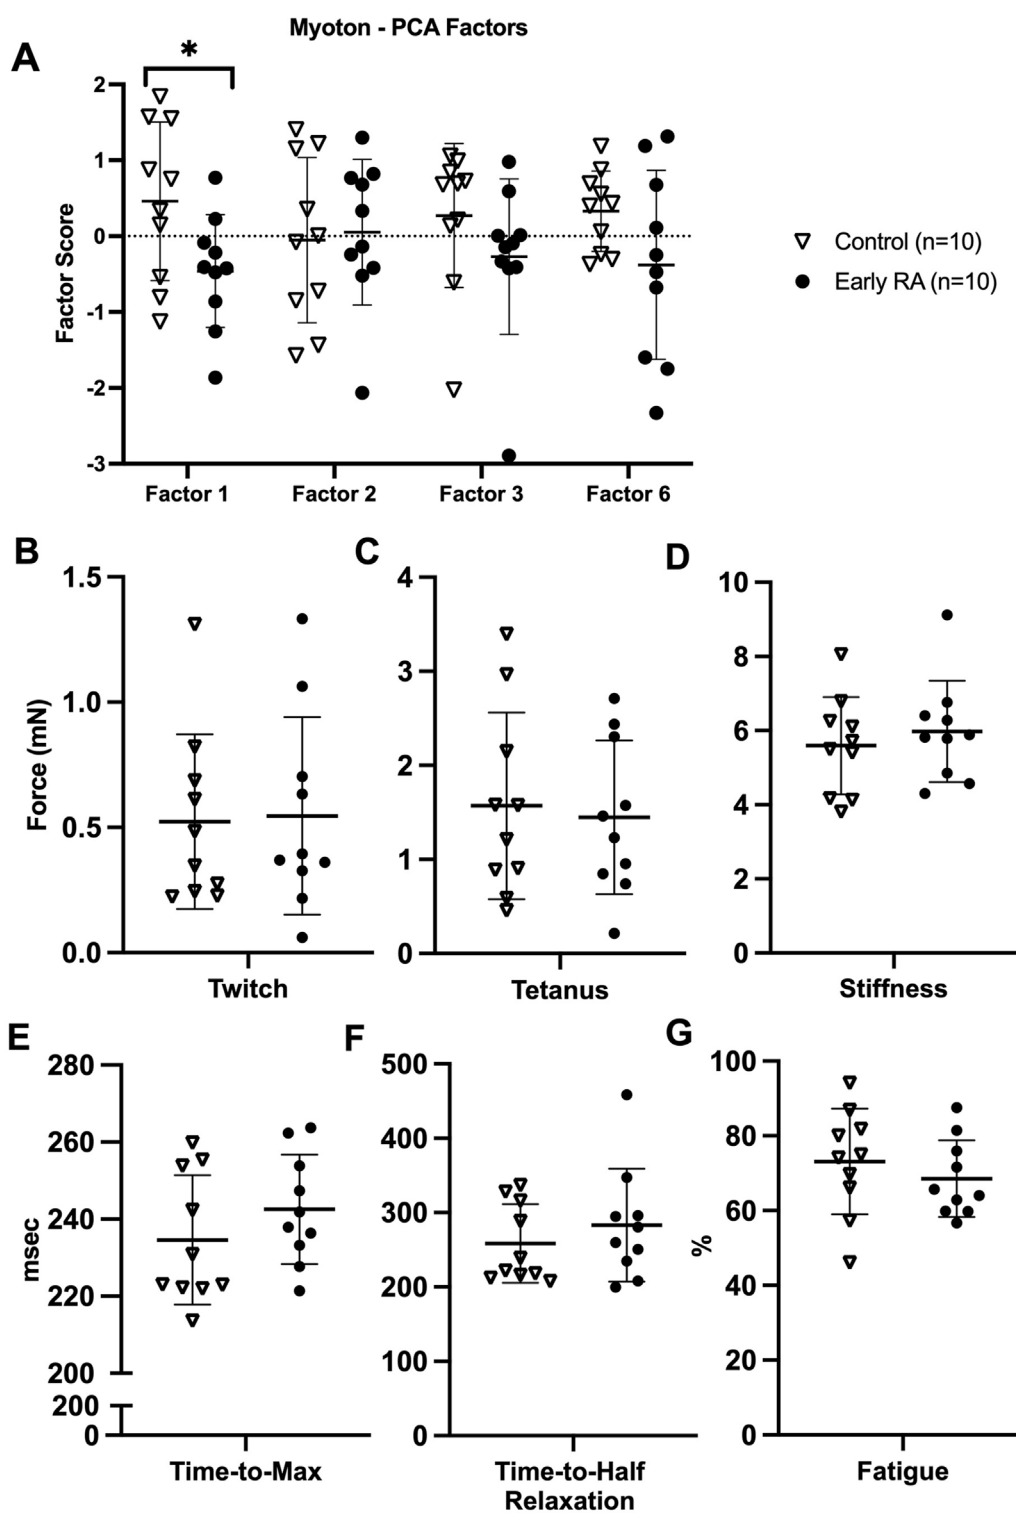 Myoton - PCA Factors
A
*
2
1
0
-1
-2
-3
Factor Score
Factor 1
Factor 2
Factor 3
Factor 6
Control (n=10)
Early RA (n=10)
B
1.5
1.0
0.5
0.0
Force (mN)
Twitch
C
4
3
2
1
0
Tetanus
D
10
8
6
4
2
0
Stiffness
E
280
260
240
220
200
200
0
msec
Time-to-Max
F
500
400
300
200
100
0
Time-to-Half
Relaxation
G
100
80
60
40
20
0
%
Fatigue